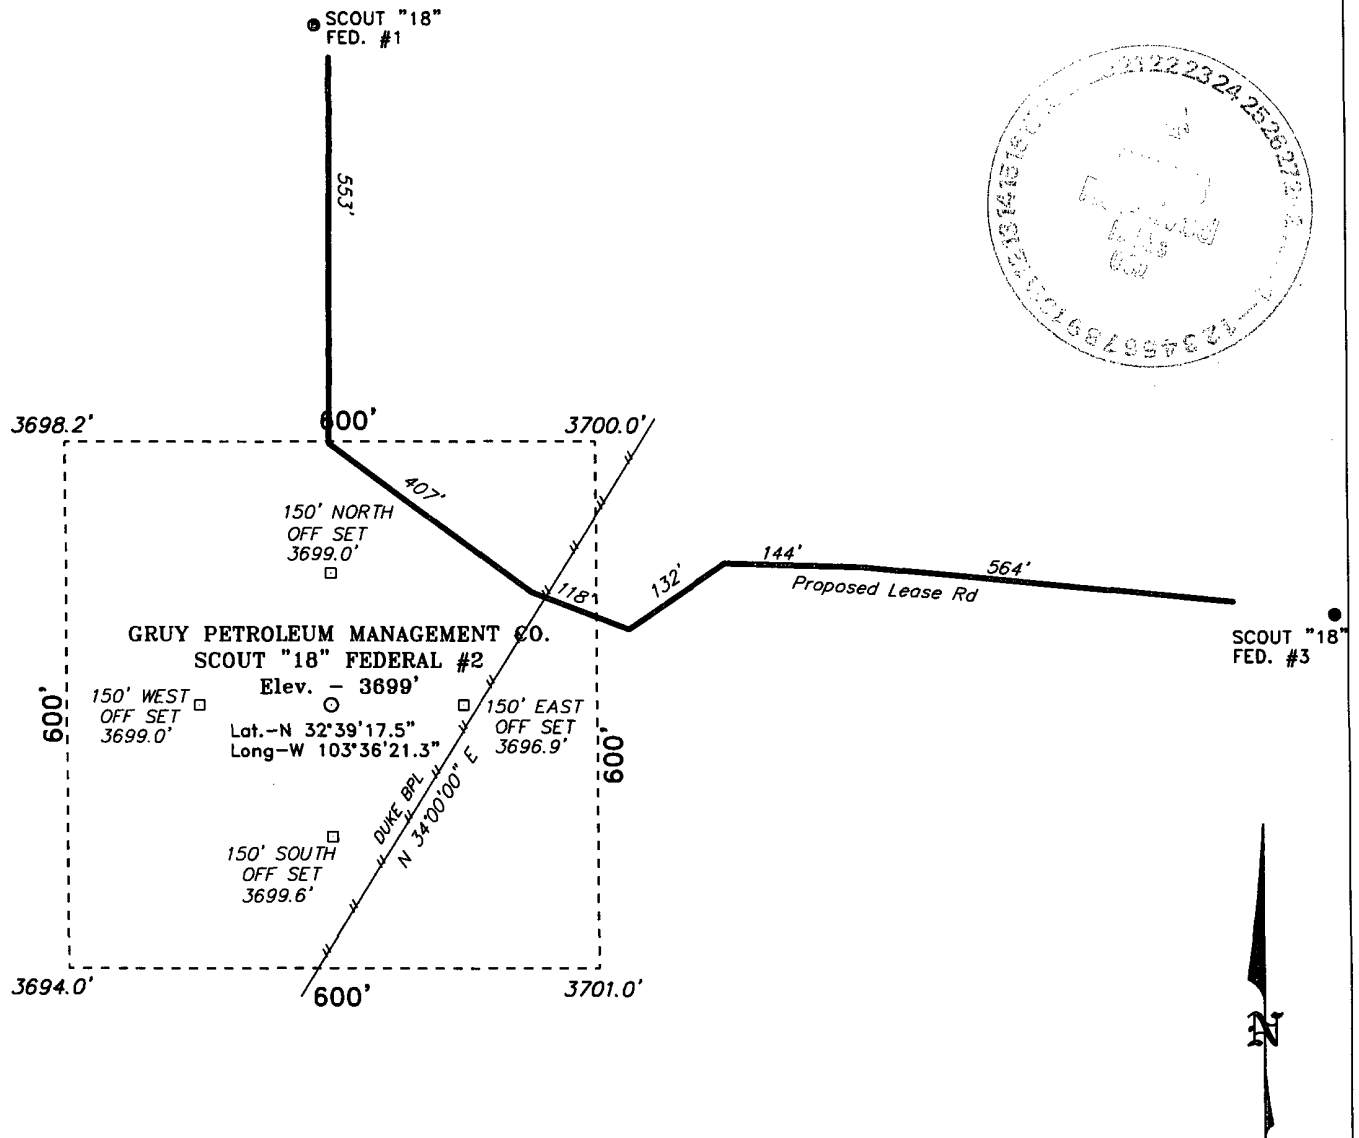 SCOUT "18"
FED. #1
553'
3698.2'
600'
3700.0'
407'
150' NORTH
OFF SET
3699.0'
118'
132'
144'
Proposed Lease Rd
564'
SCOUT "18"
FED. #3
GRUY PETROLEUM MANAGEMENT CO.
SCOUT "18" FEDERAL #2
Elev. - 3699'
150' WEST
OFF SET
3699.0'
Lat.-N 32°39'17.5"
Long-W 103°36'21.3"
150' EAST
OFF SET
3696.9'
600'
600'
DUKE BPL
N 34°00'00" E
150' SOUTH
OFF SET
3699.6'
3694.0'
600'
3701.0'
N